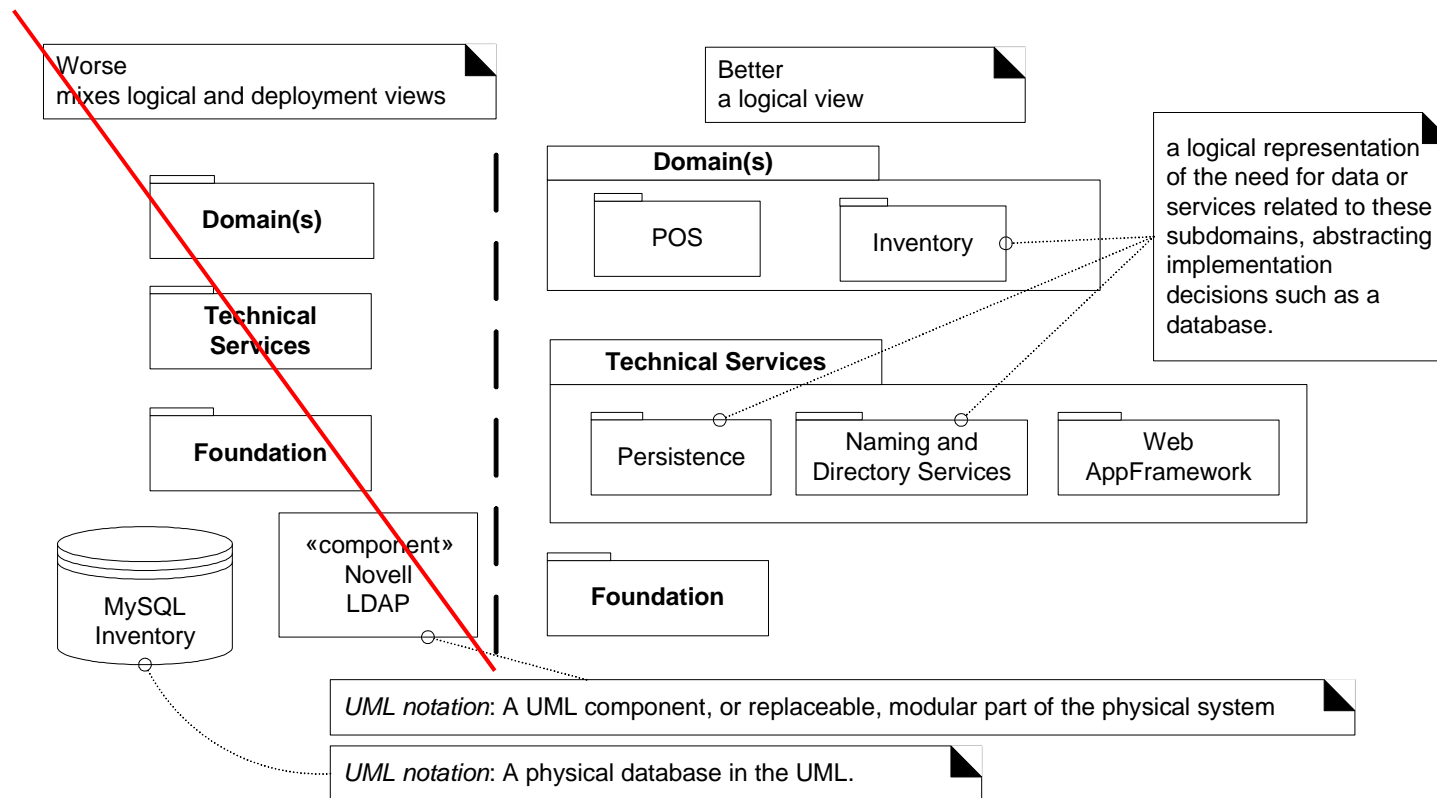 Worse
mixes logical and deployment views
Better
a logical view
a logical representation
of the need for data or
services related to these
subdomains, abstracting
implementation
decisions such as a
database.
Domain(s)
Technical
Services
Foundation
«component»
Novell
LDAP
MySQL
Inventory
Domain(s)
POS
Inventory
Technical Services
Persistence
Naming and
Directory Services
Web
AppFramework
Foundation
UML notation: A UML component, or replaceable, modular part of the physical system
UML notation: A physical database in the UML.